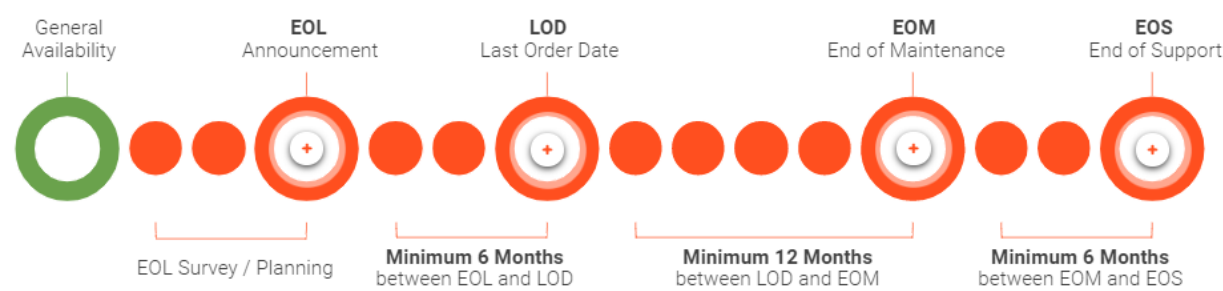 General
Availability
EOL
Announcement
LOD
Last Order Date
EOM
End of Maintenance
EOS
End of Support
+
+
+
+
EOL Survey / Planning
Minimum 6 Months
between EOL and LOD
Minimum 12 Months
between LOD and EOM
Minimum 6 Months
between EOM and EOS